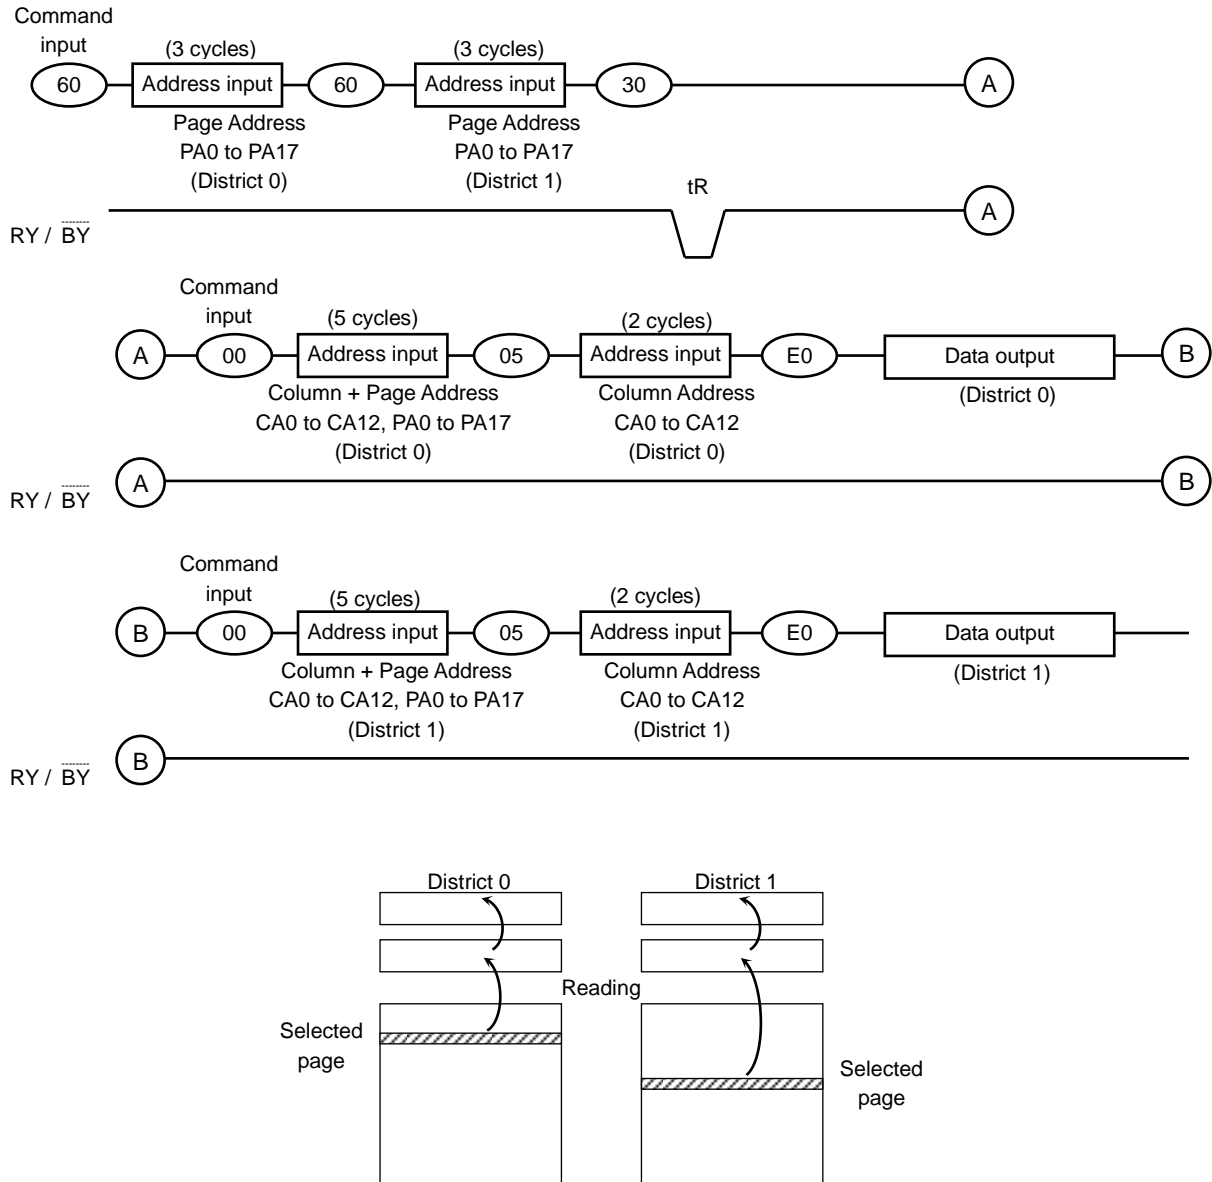 Command
input
(3 cycles)
(3 cycles)
60
Address input
60
Address input
30
A
Page Address
PA0 to PA17
(District 0)
Page Address
PA0 to PA17
(District 1)
tR
RY / BY
A
Command
input
(5 cycles)
(2 cycles)
A
00
Address input
05
Address input
E0
Data output
B
Column + Page Address
CA0 to CA12, PA0 to PA17
(District 0)
Column Address
CA0 to CA12
(District 0)
(District 0)
RY / BY
A
B
Command
input
(5 cycles)
(2 cycles)
B
00
Address input
05
Address input
E0
Data output
Column + Page Address
CA0 to CA12, PA0 to PA17
(District 1)
Column Address
CA0 to CA12
(District 1)
(District 1)
RY / BY
B
District 0
District 1
Reading
Selected
page
Selected
page